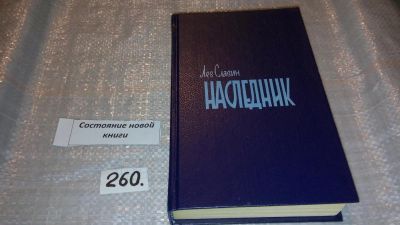 Лев Славин
НАСЛЕДНИК
Состояние новой
книги
260.